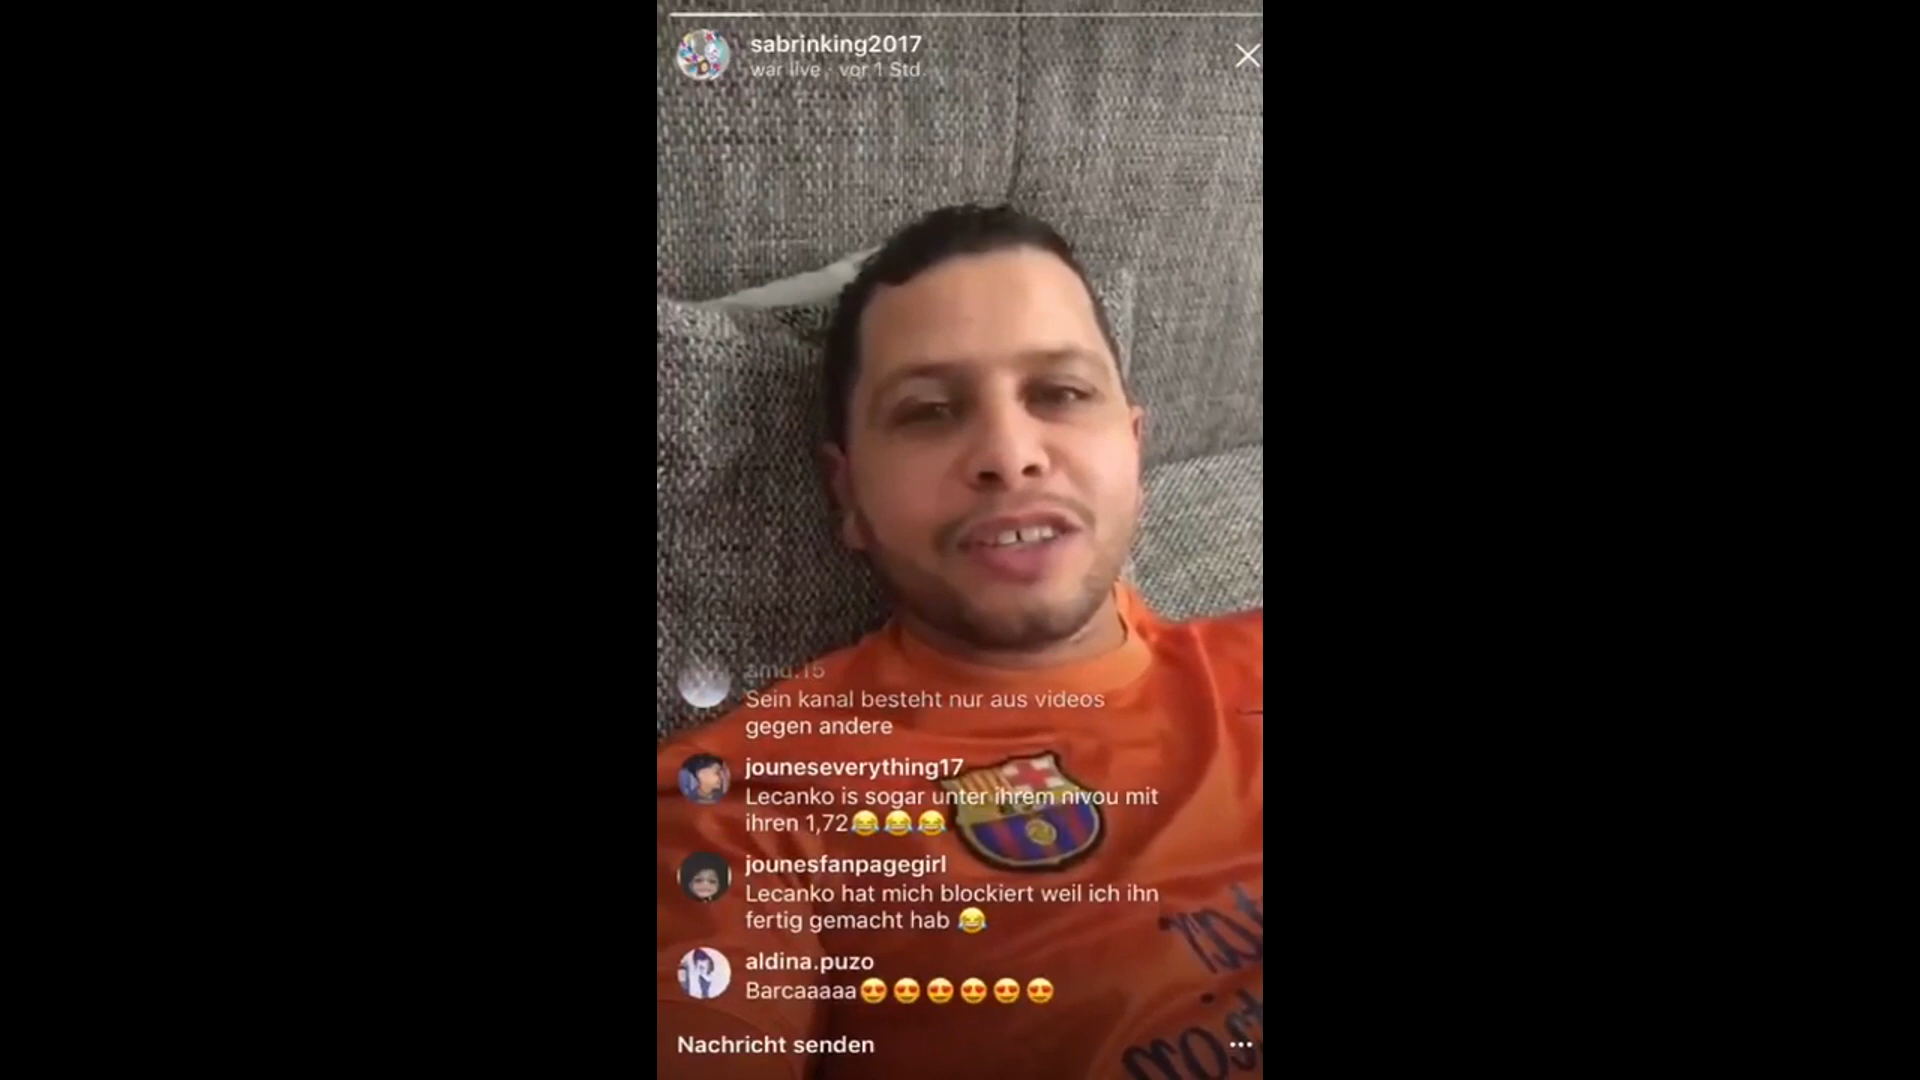 sabrinking2017
war live · vor 1 Std.
amd.15
Sein kanal besteht nur aus videos
gegen andere
jouneseverything17
Lecanko is sogar unter ihrem nivou mit
ihren 1,72😂😂😂
jounesfanpagegirl
Lecanko hat mich blockiert weil ich ihn
fertig gemacht hab 😂
aldina.puzo
Barcaaaaa😍😍😍😍😍😍
Nachricht senden